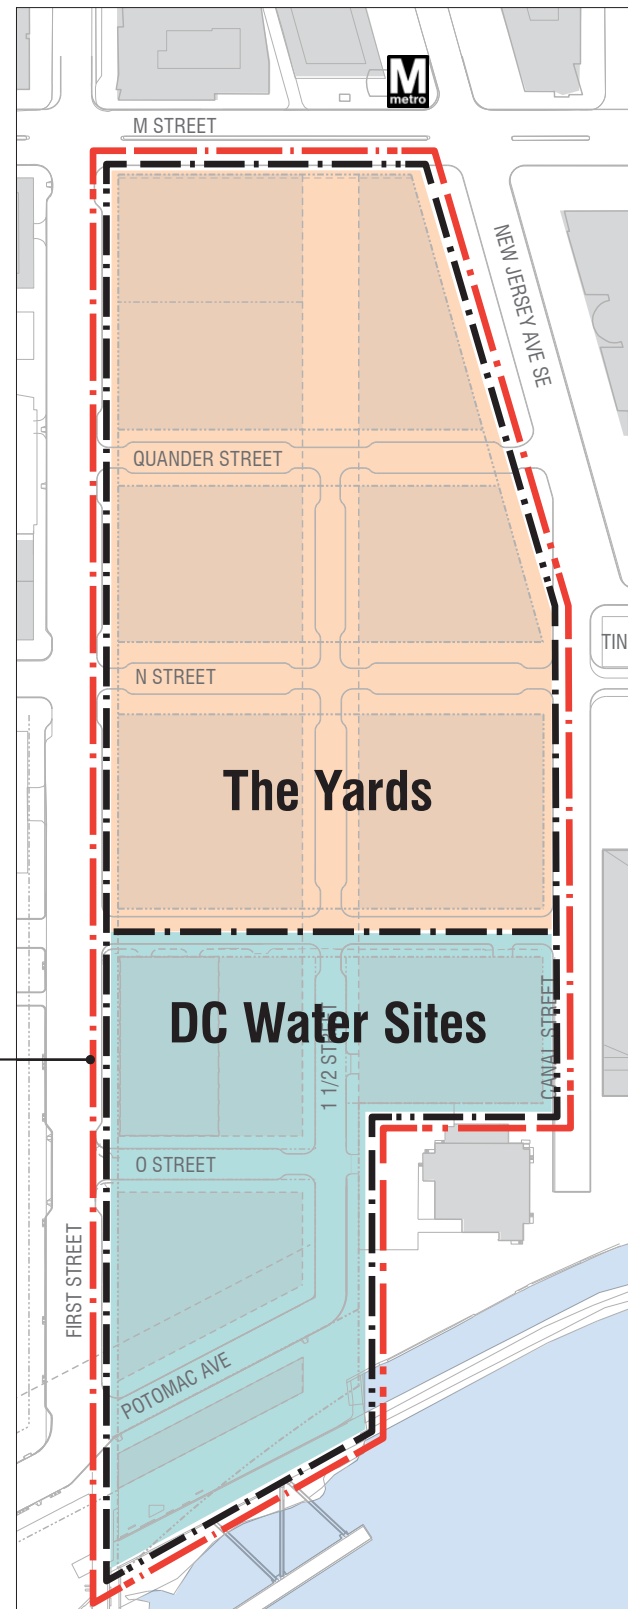 M
metro
M STREET
NEW JERSEY AVE SE
QUANDER STREET
TIN
N STREET
The Yards
DC Water Sites
1 1/2 STREET
CANAL STREET
O STREET
FIRST STREET
POTOMAC AVE